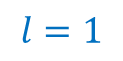 l = 1